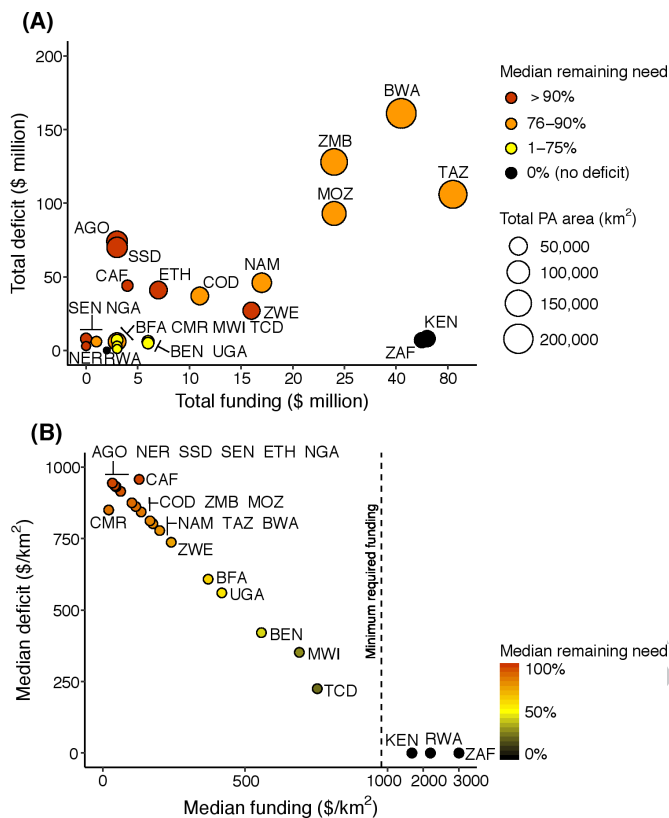 (A)
Total deficit ($ million)
200
150
100
50
0
BWA
ZMB
TAZ
MOZ
AGO
SSD
CAF
ETH
COD
NAM
ZWE
SEN NGA
BFA CMR MWI TCD
KEN
NER RWA
BEN UGA
ZAF
0 5 10 15 20 25 40 80
Total funding ($ million)
Median remaining need
> 90%
76–90%
1–75%
0% (no deficit)
Total PA area (km²)
50,000
100,000
150,000
200,000
(B)
Median deficit ($/km²)
1000
750
500
250
0
AGO NER SSD SEN ETH NGA
CAF
CMR
COD ZMB MOZ
NAM TAZ BWA
ZWE
BFA
UGA
BEN
MWI
TCD
Minimum required funding
KEN RWA
ZAF
0 500 1000 2000 3000
Median funding ($/km²)
Median remaining need
100%
50%
0%